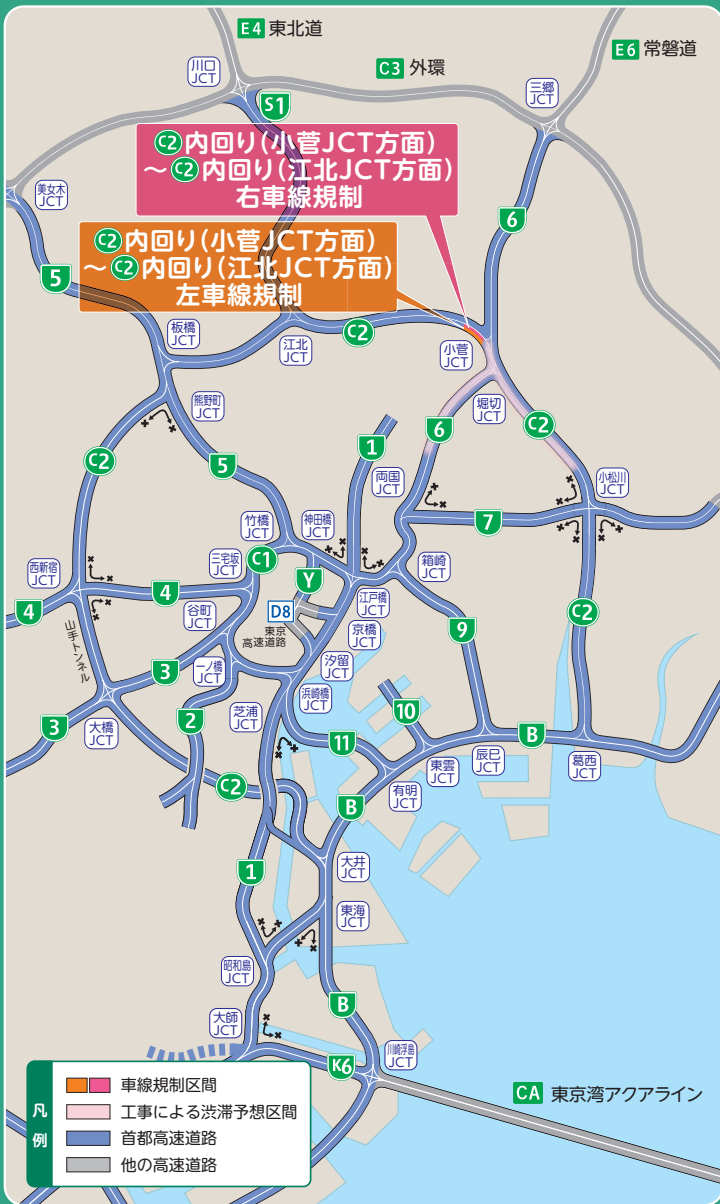 E4 東北道
E6 常磐道
川口
JCT
C3 外環
三郷
JCT
S1
C2 内回り(小菅JCT方面)
～C2 内回り(江北JCT方面)
右車線規制
美女木
JCT
6
C2 内回り(小菅JCT方面)
～C2 内回り(江北JCT方面)
左車線規制
5
板橋
JCT
江北
JCT
C2
小菅
JCT
熊野町
JCT
堀切
JCT
6
C2
1
C2
5
両国
JCT
小松川
JCT
竹橋
JCT
神田橋
JCT
7
西新宿
JCT
三宅坂
JCT
C1
箱崎
JCT
4
4
Y
谷町
JCT
D8
東京
高速道路
江戸橋
JCT
C2
山手トンネル
京橋
JCT
9
3
一ノ橋
JCT
汐留
JCT
浜崎橋
JCT
3
大橋
JCT
2
芝浦
JCT
10
11
B
東雲
JCT
辰巳
JCT
葛西
JCT
C2
有明
JCT
B
1
大井
JCT
東海
JCT
昭和島
JCT
大師
JCT
B
K6
川崎浮島
JCT
CA 東京湾アクアライン
凡例
車線規制区間
工事による渋滞予想区間
首都高速道路
他の高速道路